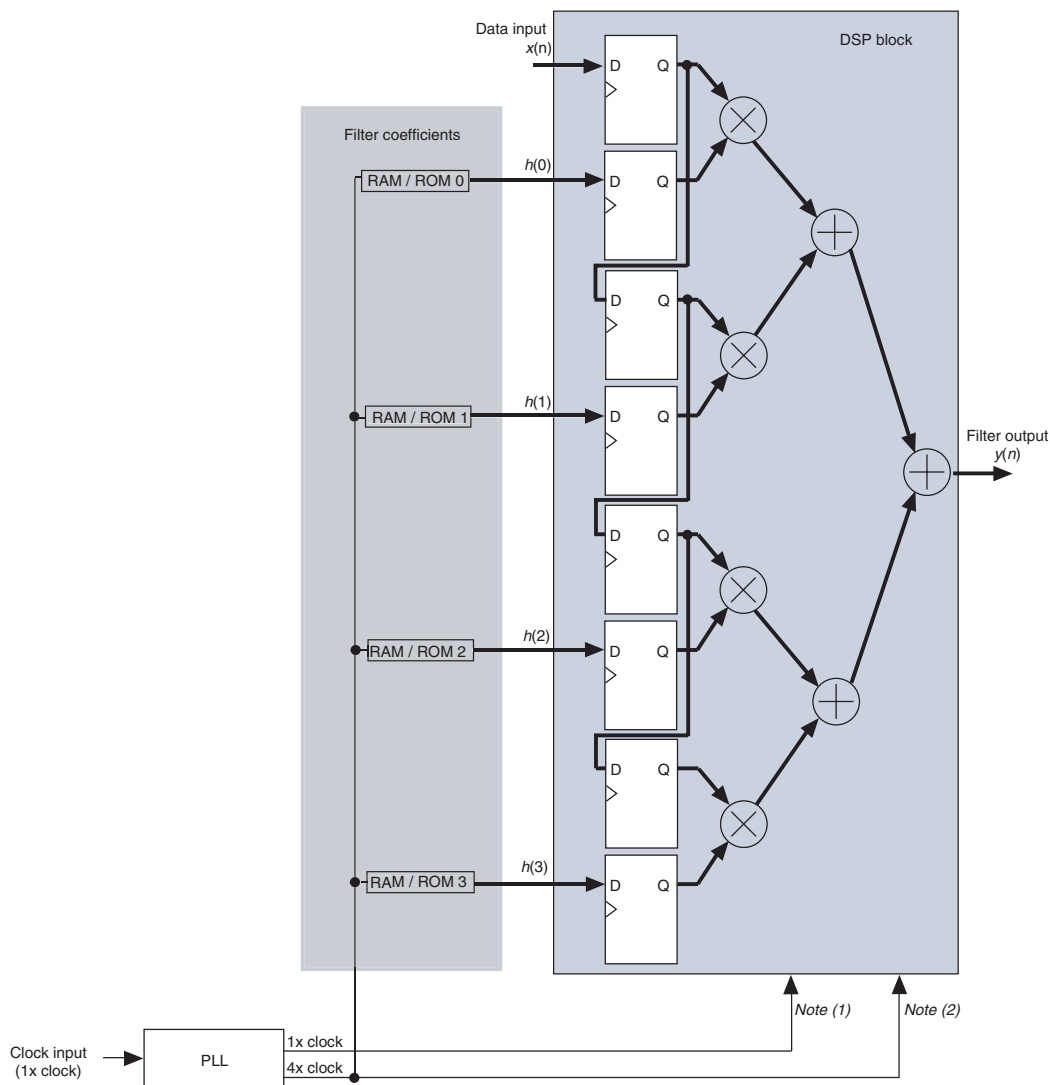 Data input
x(n)
DSP block
D Q
Filter coefficients
RAM / ROM 0
h(0)
D Q
D Q
RAM / ROM 1
h(1)
D Q
Filter output
y(n)
D Q
RAM / ROM 2
h(2)
D Q
D Q
RAM / ROM 3
h(3)
D Q
Note (1)
Note (2)
Clock input
(1x clock)
PLL
1x clock
4x clock